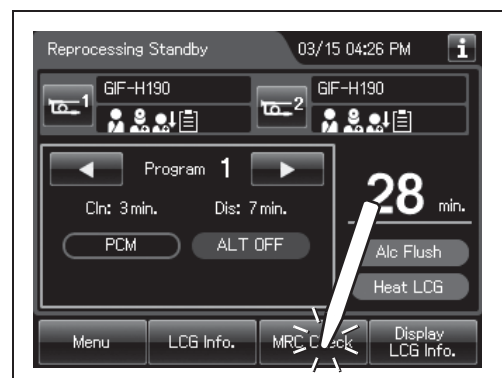 Reprocessing Standby 03/15 04:26 PM i
1 GIF-H190
2 GIF-H190
Program 1
Cln: 3 min. Dis: 7 min.
PCM ALT OFF
28 min.
Alc Flush
Heat LCG
Menu LCG Info. MRC Check Display
LCG Info.